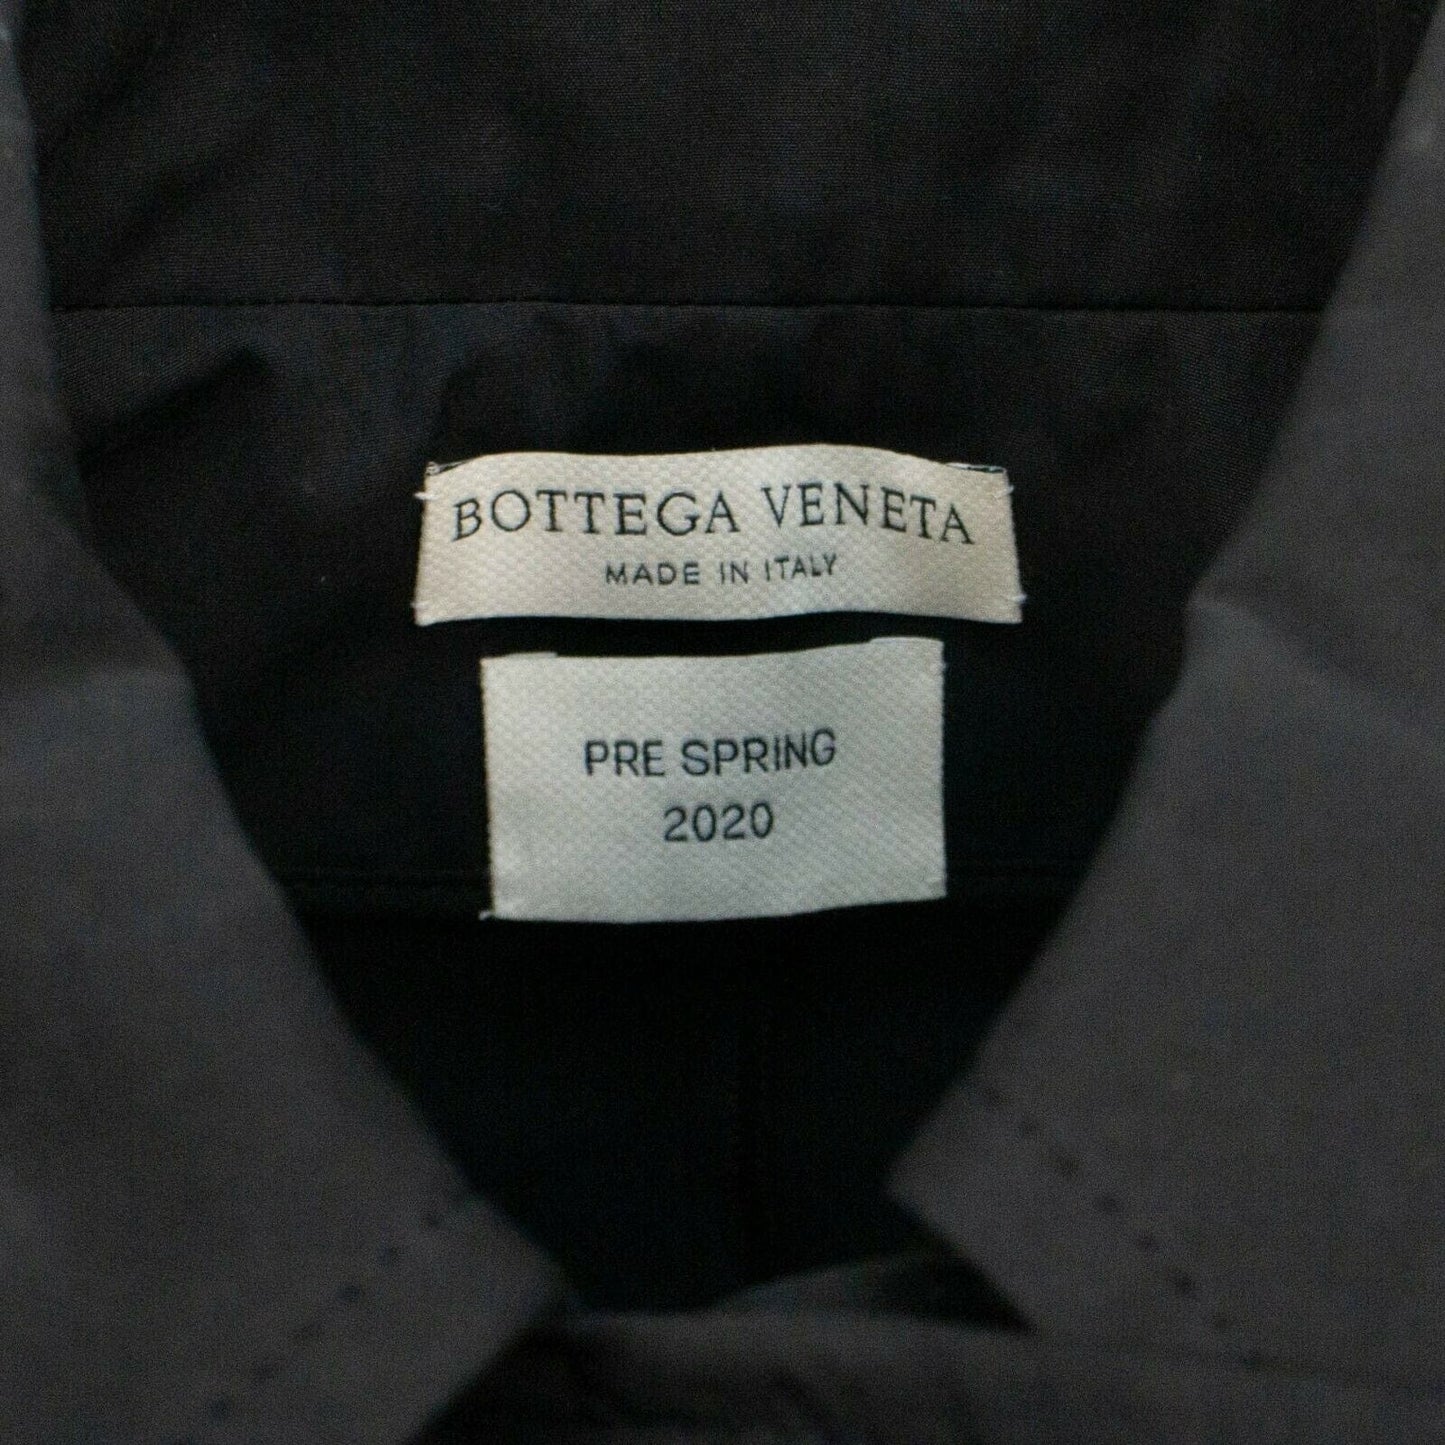 BOTTEGA VENETA
MADE IN ITALY
PRE SPRING
2020